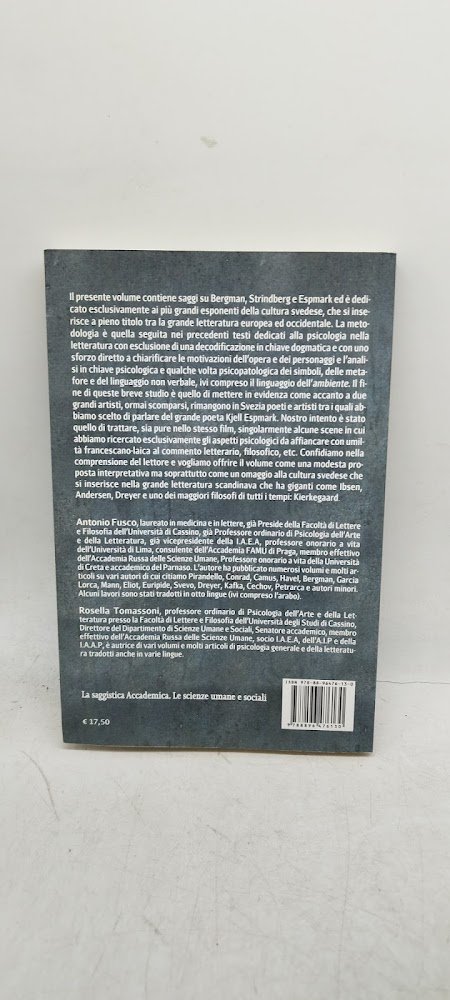 Il presente volume contiene saggi su Bergman, Strindberg e Espmark ed è dedi-
cato esclusivamente ai più grandi esponenti della cultura svedese, che si inse-
risce a pieno titolo tra la grande letteratura europea ed occidentale. La me-
todologia è quella seguita nei precedenti testi dedicati alla psicologia nella
letteratura con esclusione di una decodificazione in chiave dogmatica e con uno
sforzo diretto a chiarificare le motivazioni dell'opera e dei personaggi e l'anali-
si in chiave psicologica e qualche volta psicopatologica dei simboli, delle meta-
fore e del linguaggio non verbale, ivi compreso il linguaggio dell'ambiente. Il fi-
ne di queste breve studio è quello di mettere in evidenza come accanto a due
grandi artisti, ormai scomparsi, rimangono in Svezia poeti e artisti tra i quali ab-
biamo scelto di parlare del grande poeta Kjell Espmark. Nostro intento è stato
quello di trattare, sia pure nello stesso film, singolarmente alcune scene in cui
abbiamo ricercato esclusivamente gli aspetti psicologici da affiancare con umil-
tà francescano-laica al commento letterario, filosofico, etc. Confidiamo nella
comprensione del lettore e vogliamo offrire il volume come una modesta pro-
posta interpretativa ma soprattutto come un omaggio alla cultura svedese che
si inserisce nella grande letteratura scandinava che ha giganti come Ibsen,
Andersen, Dreyer e uno dei maggiori filosofi di tutti i tempi: Kierkegaard.
Antonio Fusco, laureato in medicina e in lettere, già Preside della Facoltà di Lettere
e Filosofia dell'Università di Cassino, già Professore ordinario di Psicologia dell'Arte
e della Letteratura, già vicepresidente della I.A.E.A, professore onorario a vita
dell'Università di Lima, consulente dell'Accademia FAMU di Praga, membro effettivo
dell'Accademia Russa delle Scienze Umane, Professore onorario a vita della Università
di Creta e accademico del Parnaso. L'autore ha pubblicato numerosi volumi e molti ar-
ticoli su vari autori di cui citiamo Pirandello, Conrad, Camus, Havel, Bergman, Garcia
Lorca, Mann, Eliot, Euripide, Svevo, Dreyer, Kafka, Cechov, Petrarca e autori minori.
Alcuni lavori sono stati tradotti in otto lingue (ivi compreso l'arabo).
Rosella Tomassoni, professore ordinario di Psicologia dell'Arte e della Let-
teratura presso la Facoltà di Lettere e Filosofia dell'Università degli Studi di Cassino,
Direttore del Dipartimento di Scienze Umane e Sociali, Senatore accademico, membro
effettivo dell'Accademia Russa delle Scienze Umane, socio I.A.E.A, dell'A.I.P e della
I.A.A.P, è autrice di vari volumi e molti articoli di psicologia generale e della letteratu-
ra tradotti anche in varie lingue.
ISBN 978-88-96476-13-0
La saggistica Accademica. Le scienze umane e sociali
€ 17,50
9 788896 476130